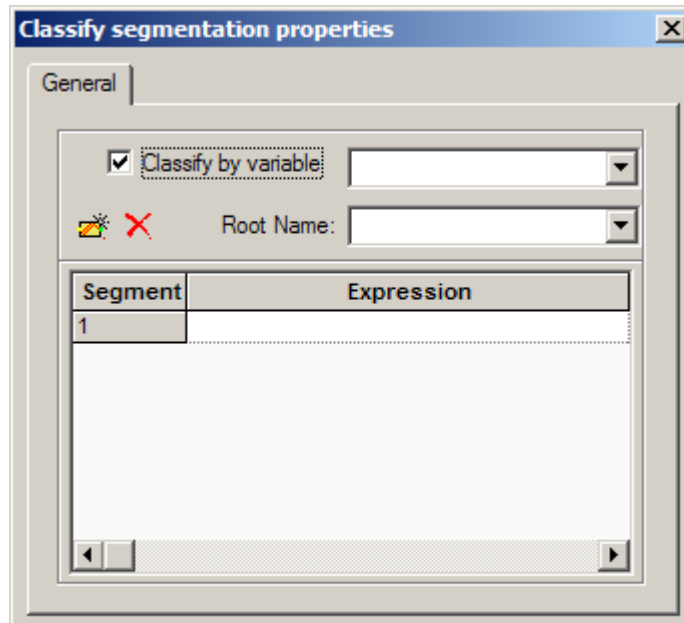 Classify segmentation properties
General
Classify by variable
Root Name:
Segment Expression
1